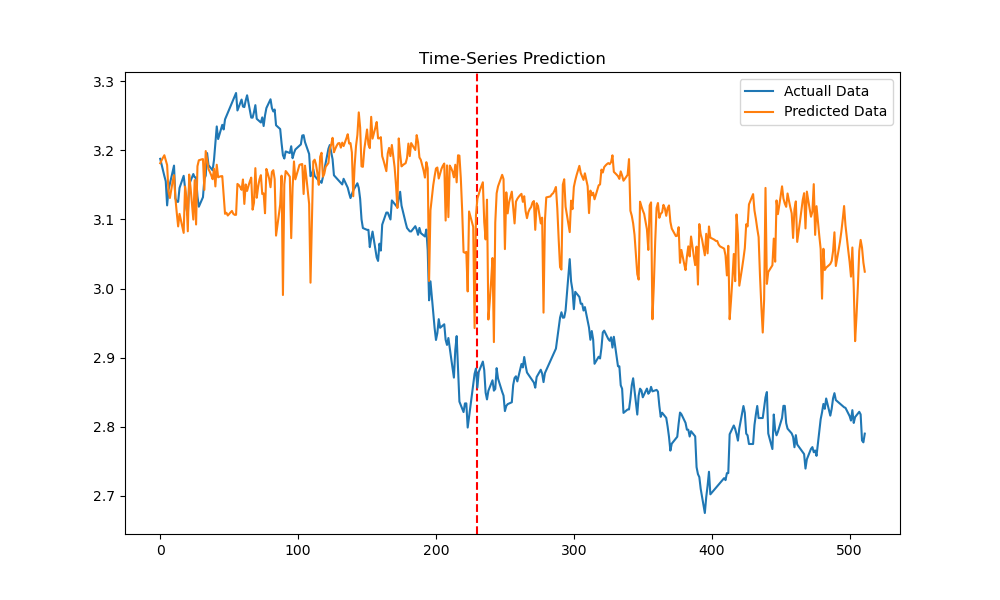 Time-Series Prediction
Actuall Data
Predicted Data
3.3
3.2
3.1
3.0
2.9
2.8
2.7
0 100 200 300 400 500